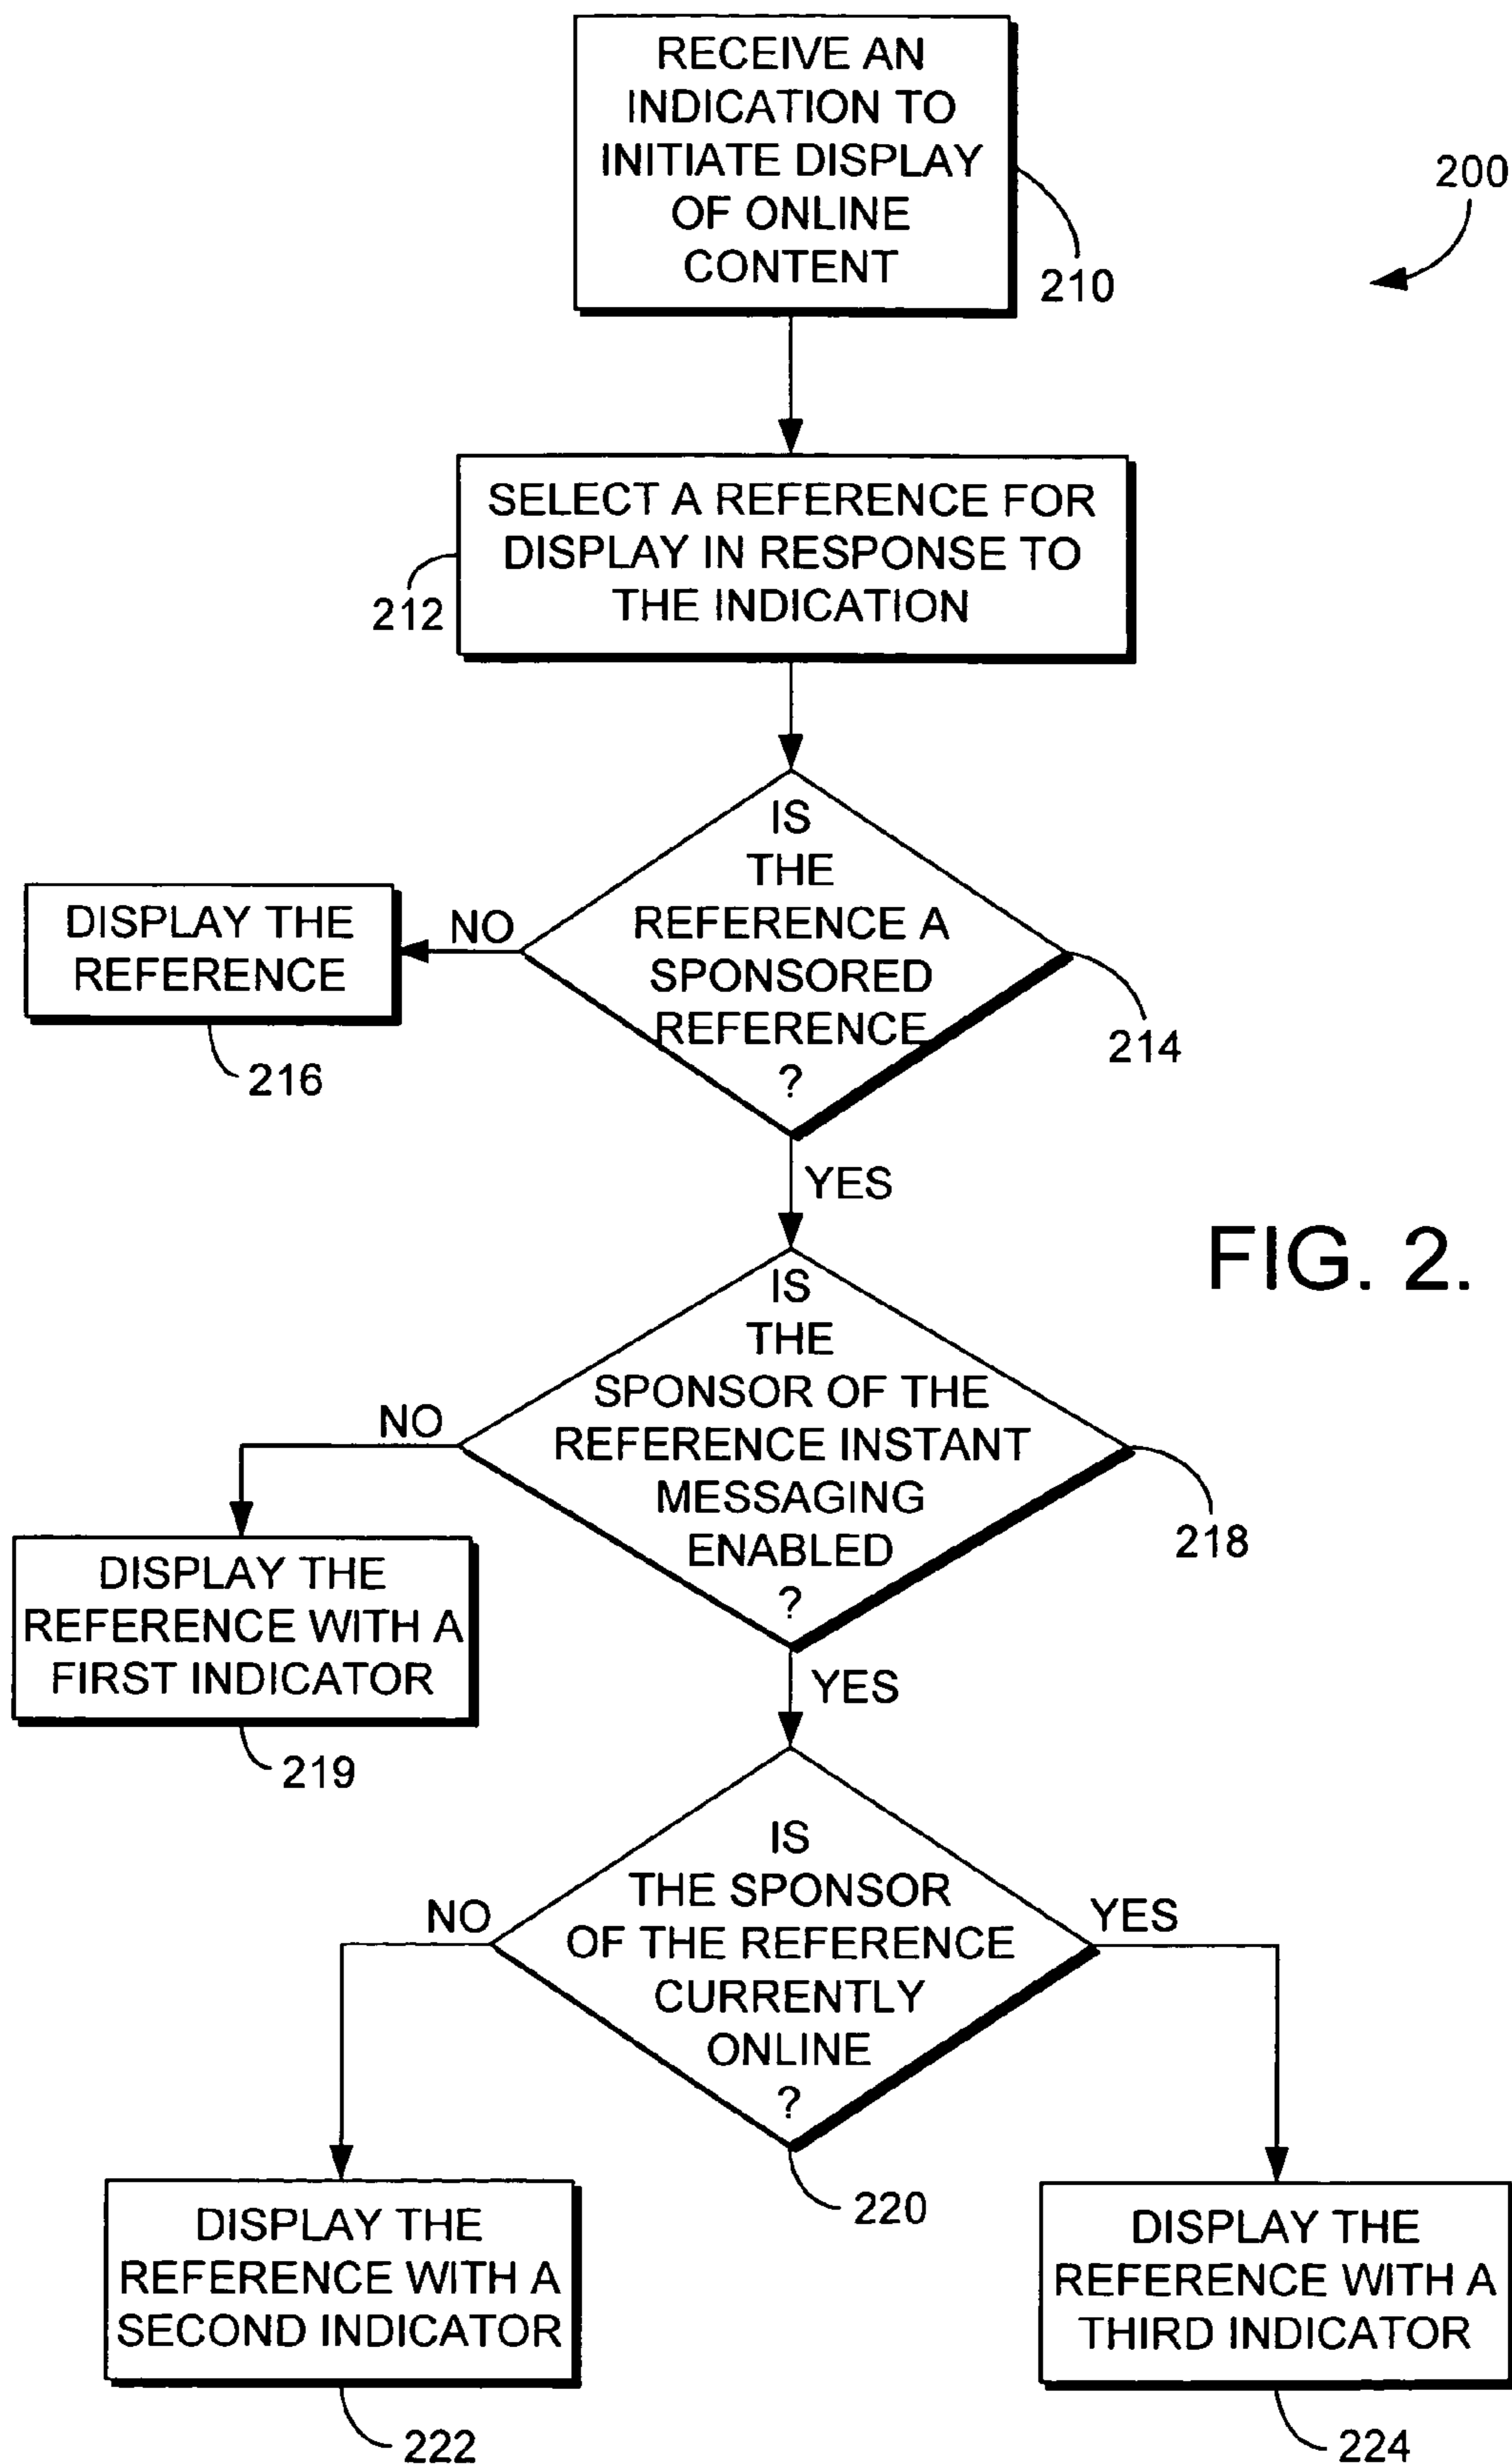 RECEIVE AN
INDICATION TO
INITIATE DISPLAY
OF ONLINE
CONTENT
200
210
SELECT A REFERENCE FOR
DISPLAY IN RESPONSE TO
THE INDICATION
212
IS
THE
REFERENCE A
SPONSORED
REFERENCE
?
214
NO
DISPLAY THE
REFERENCE
216
YES
FIG. 2.
IS
THE
SPONSOR OF THE
REFERENCE INSTANT
MESSAGING
ENABLED
?
218
NO
DISPLAY THE
REFERENCE WITH A
FIRST INDICATOR
219
YES
IS
THE SPONSOR
OF THE REFERENCE
CURRENTLY
ONLINE
?
220
NO
YES
DISPLAY THE
REFERENCE WITH A
SECOND INDICATOR
222
DISPLAY THE
REFERENCE WITH A
THIRD INDICATOR
224